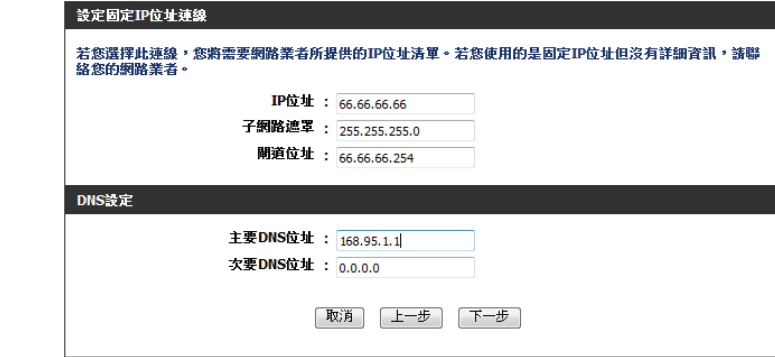 設定固定IP位址連線
若您選擇此連線，您將需要網路業者所提供的IP位址清單。若您使用的是固定IP位址但沒有詳細資訊，請聯
絡您的網路業者。
IP位址 : 66.66.66.66
子網路遮罩 : 255.255.255.0
閘道位址 : 66.66.66.254
DNS設定
主要DNS位址 : 168.95.1.1
次要DNS位址 : 0.0.0.0
取消 上一步 下一步